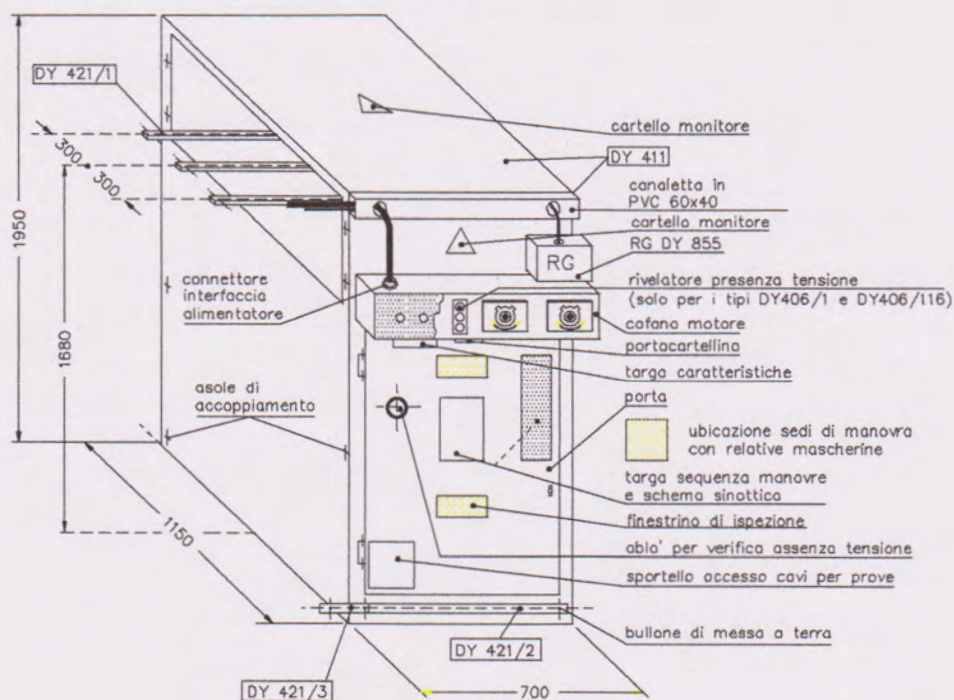 DY 421/1
cartello monitore
DY 411
300
300
canaletta in
PVC 60x40
cartello monitore
RG DY 855
RG
1950
connettore
interfaccia
alimentatore
rivelatore presenza tensione
(solo per i tipi DY406/1 e DY406/116)
cofano motore
portacartellino
targa caratteristiche
1680
asole di
accoppiamento
porta
ubicazione sedi di manovra
con relative mascherine
targa sequenza manovre
e schema sinottico
finestrino di ispezione
1150
oblo' per verifica assenza tensione
sportello accesso cavi per prove
bullone di messa a terra
DY 421/2
DY 421/3
700